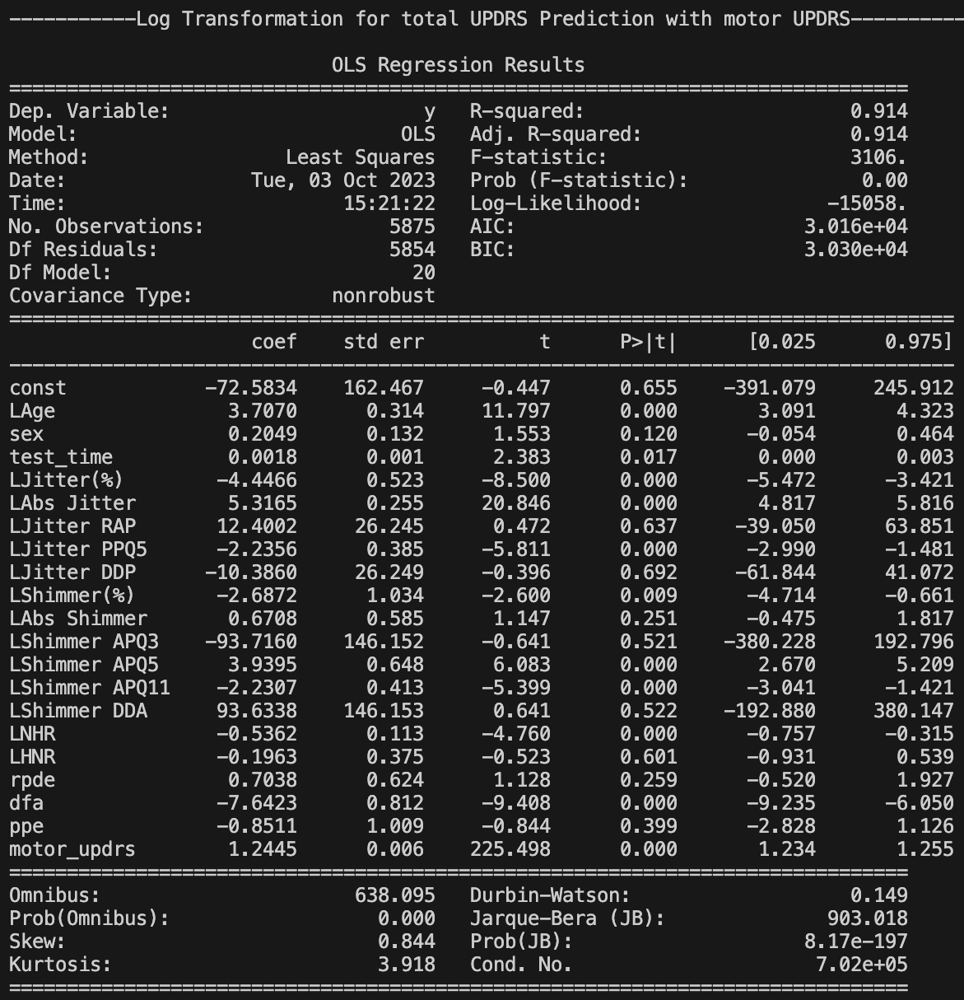 -----------Log Transformation for total UPDRS Prediction with motor UPDRS----------
OLS Regression Results
==============================================================================
Dep. Variable: y R-squared: 0.914
Model: OLS Adj. R-squared: 0.914
Method: Least Squares F-statistic: 3106.
Date: Tue, 03 Oct 2023 Prob (F-statistic): 0.00
Time: 15:21:22 Log-Likelihood: -15058.
No. Observations: 5875 AIC: 3.016e+04
Df Residuals: 5854 BIC: 3.030e+04
Df Model: 20
Covariance Type: nonrobust
==================================================================================
coef std err t P>|t| [0.025 0.975]
----------------------------------------------------------------------------------
const -72.5834 162.467 -0.447 0.655 -391.079 245.912
LAge 3.7070 0.314 11.797 0.000 3.091 4.323
sex 0.2049 0.132 1.553 0.120 -0.054 0.464
test_time 0.0018 0.001 2.383 0.017 0.000 0.003
LJitter(%) -4.4466 0.523 -8.500 0.000 -5.472 -3.421
LAbs Jitter 5.3165 0.255 20.846 0.000 4.817 5.816
LJitter RAP 12.4002 26.245 0.472 0.637 -39.050 63.851
LJitter PPQ5 -2.2356 0.385 -5.811 0.000 -2.990 -1.481
LJitter DDP -10.3860 26.249 -0.396 0.692 -61.844 41.072
LShimmer(%) -2.6872 1.034 -2.600 0.009 -4.714 -0.661
LAbs Shimmer 0.6708 0.585 1.147 0.251 -0.475 1.817
LShimmer APQ3 -93.7160 146.152 -0.641 0.521 -380.228 192.796
LShimmer APQ5 3.9395 0.648 6.083 0.000 2.670 5.209
LShimmer APQ11 -2.2307 0.413 -5.399 0.000 -3.041 -1.421
LShimmer DDA 93.6338 146.153 0.641 0.522 -192.880 380.147
LNHR -0.5362 0.113 -4.760 0.000 -0.757 -0.315
LHNR -0.1963 0.375 -0.523 0.601 -0.931 0.539
rpde 0.7038 0.624 1.128 0.259 -0.520 1.927
dfa -7.6423 0.812 -9.408 0.000 -9.235 -6.050
ppe -0.8511 1.009 -0.844 0.399 -2.828 1.126
motor_updrs 1.2445 0.006 225.498 0.000 1.234 1.255
==============================================================================
Omnibus: 638.095 Durbin-Watson: 0.149
Prob(Omnibus): 0.000 Jarque-Bera (JB): 903.018
Skew: 0.844 Prob(JB): 8.17e-197
Kurtosis: 3.918 Cond. No. 7.02e+05
==============================================================================